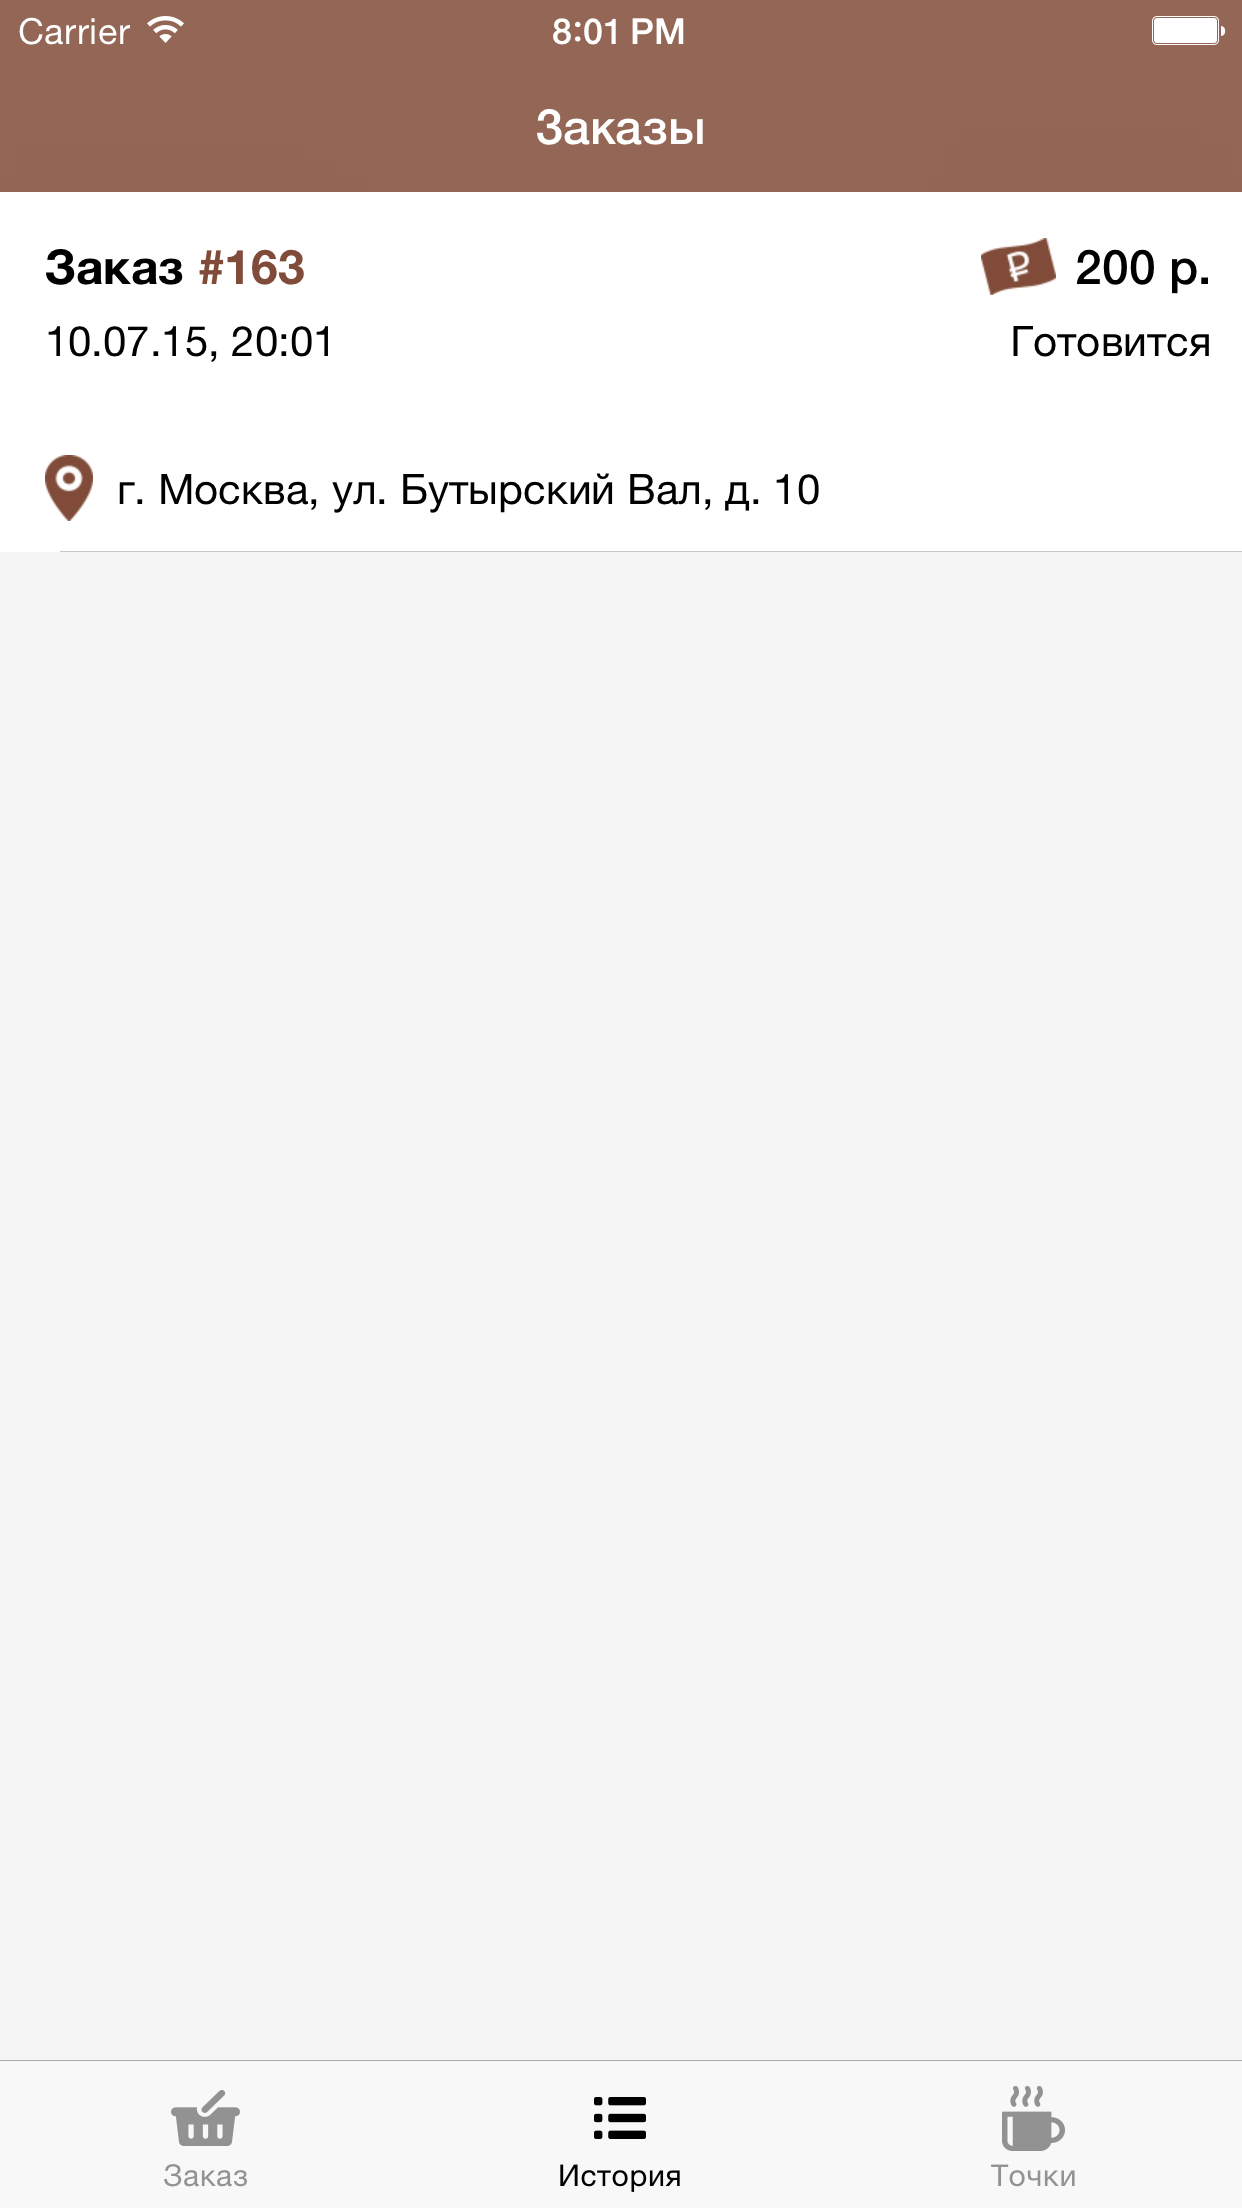 Carrier 8:01 PM
Заказы
Заказ #163 ₽ 200 р.
10.07.15, 20:01 Готовится
г. Москва, ул. Бутырский Вал, д. 10
Заказ История Точки